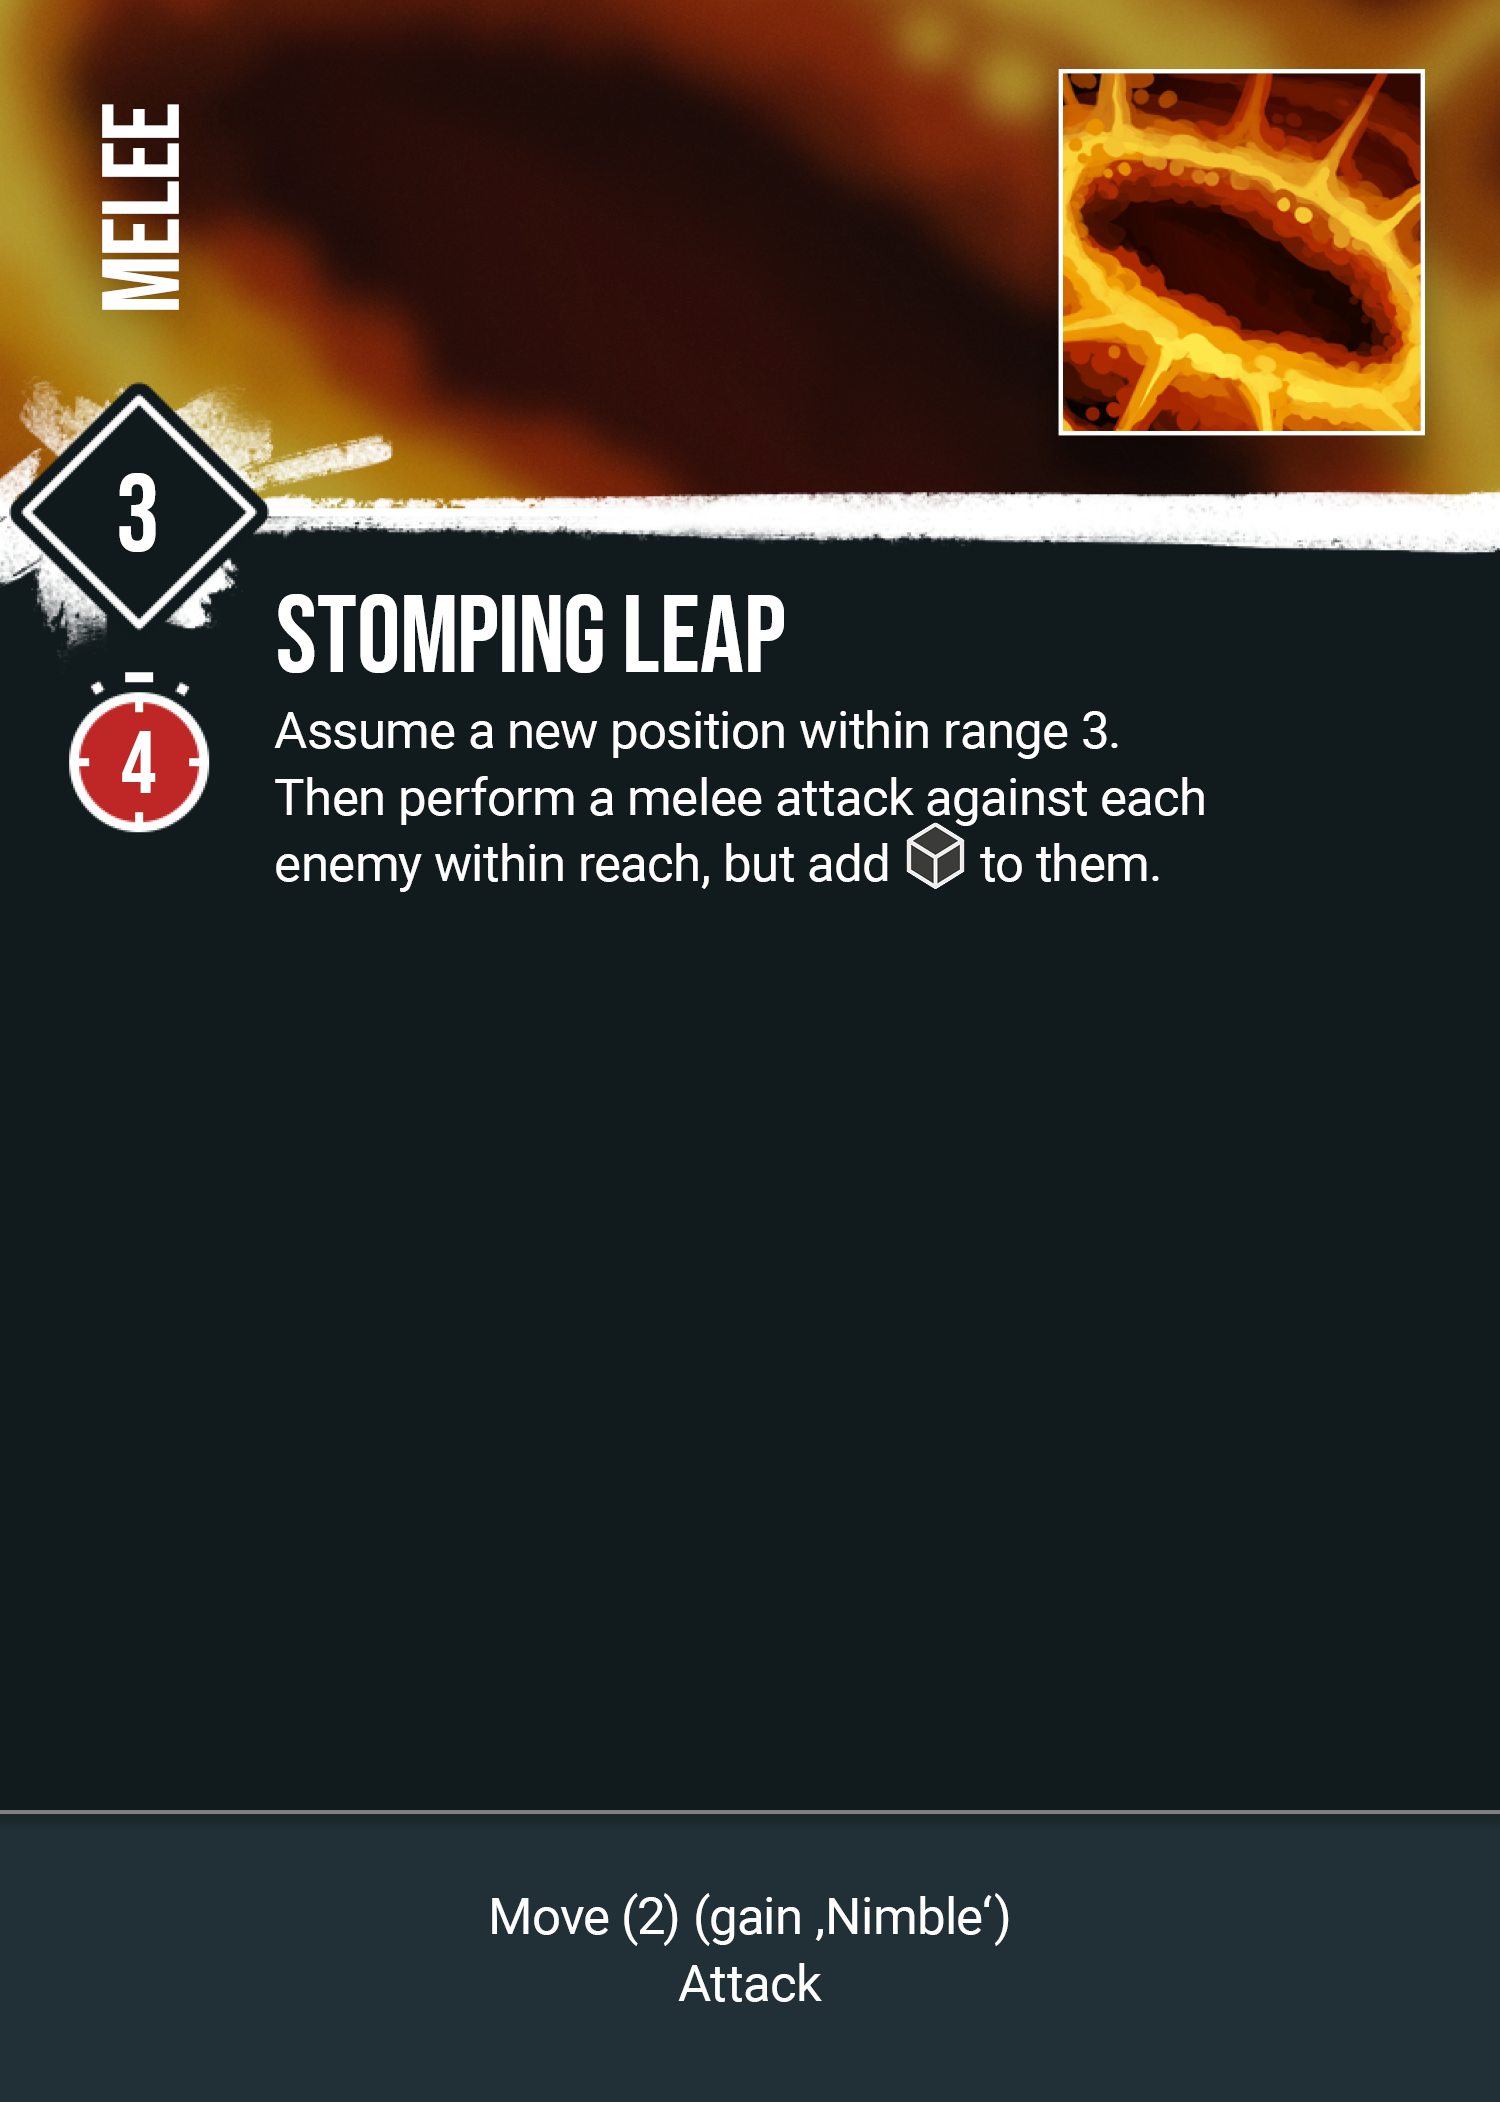 MELEE
3
STOMPING LEAP
4
Assume a new position within range 3.
Then perform a melee attack against each
enemy within reach, but add to them.
Move (2) (gain ‚Nimble‘)
Attack